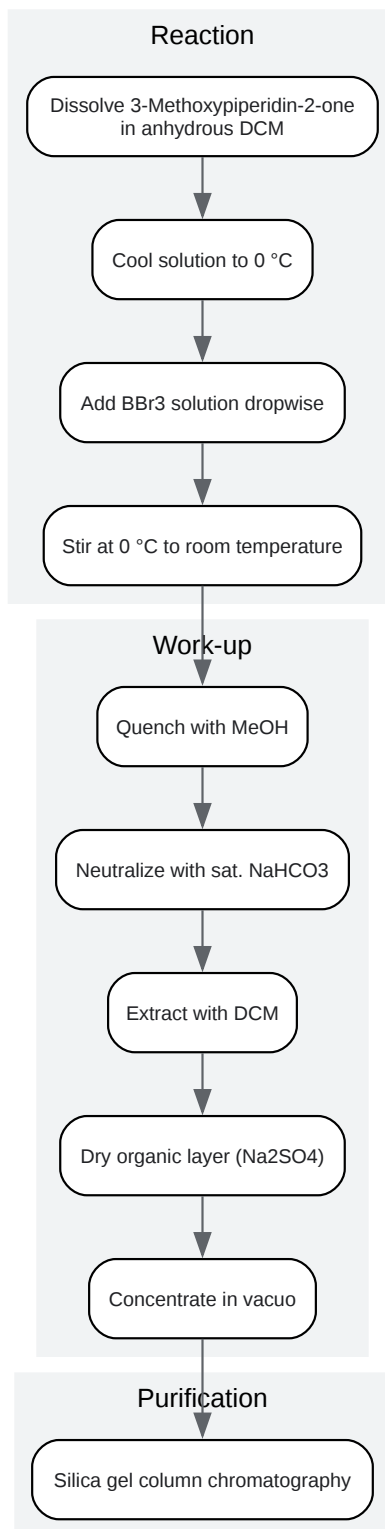 Reaction
Dissolve 3-Methoxypiperidin-2-one
in anhydrous DCM
Cool solution to 0 °C
Add BBr3 solution dropwise
Stir at 0 °C to room temperature
Work-up
Quench with MeOH
Neutralize with sat. NaHCO3
Extract with DCM
Dry organic layer (Na2SO4)
Concentrate in vacuo
Purification
Silica gel column chromatography